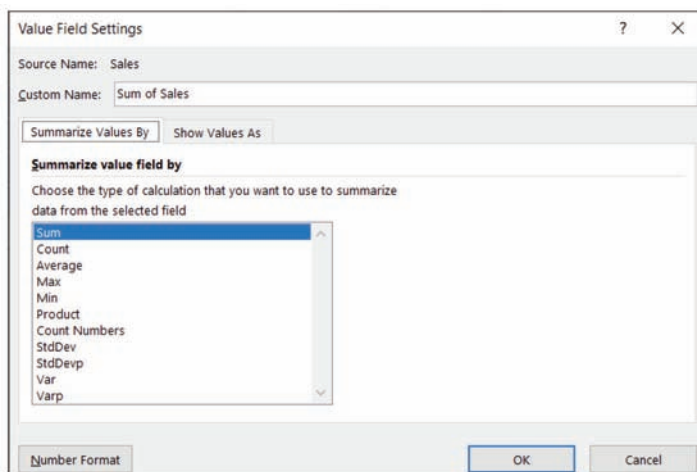 Value Field Settings ? ×
Source Name: Sales
Custom Name: Sum of Sales
Summarize Values By Show Values As
Summarize value field by
Choose the type of calculation that you want to use to summarize
data from the selected field
Sum
Count
Average
Max
Min
Product
Count Numbers
StdDev
StdDevp
Var
Varp
Number Format OK Cancel